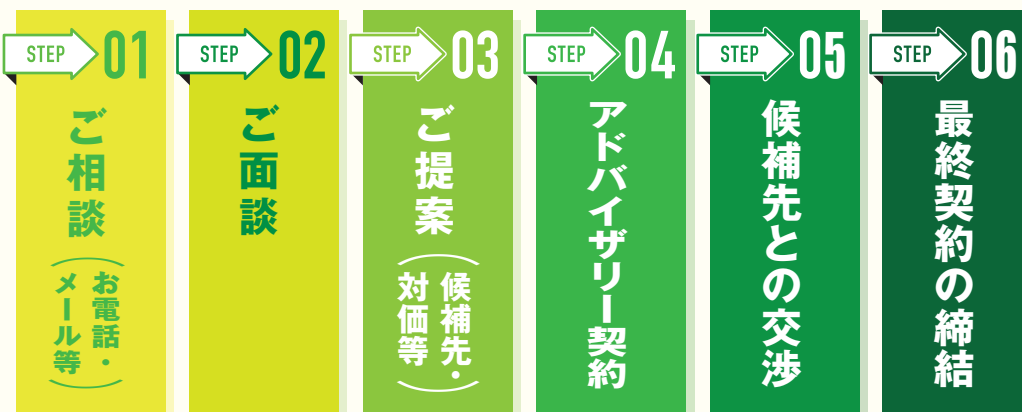 STEP 01
ご相談
（お電話・
メール等）
STEP 02
ご面談
STEP 03
ご提案
（候補先・
対価等）
STEP 04
アドバイザリー契約
STEP 05
候補先との交渉
STEP 06
最終契約の締結